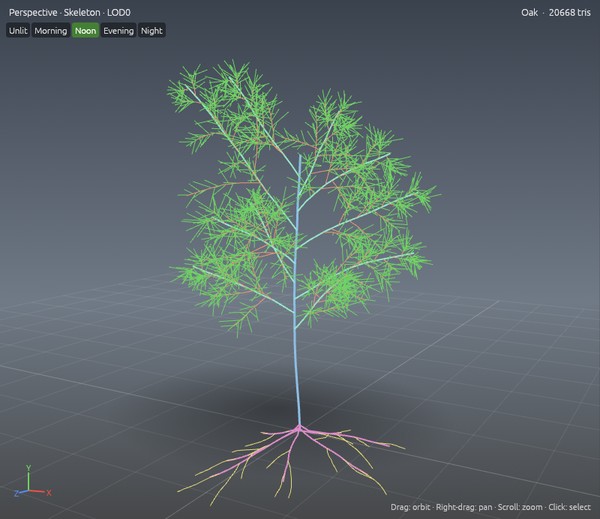 Perspective · Skeleton · LOD0
Oak · 20668 tris
Unlit Morning Noon Evening Night
Y
Z X
Drag: orbit · Right-drag: pan · Scroll: zoom · Click: select